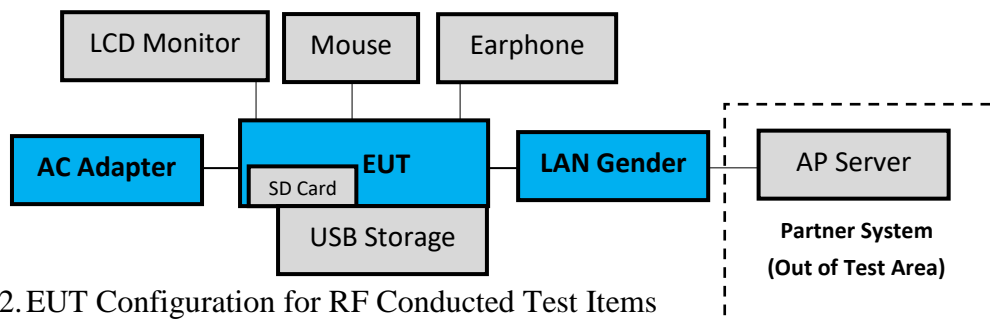 LCD Monitor
Mouse
Earphone
AC Adapter
EUT
LAN Gender
AP Server
SD Card
USB Storage
Partner System
(Out of Test Area)
2. EUT Configuration for RF Conducted Test Items